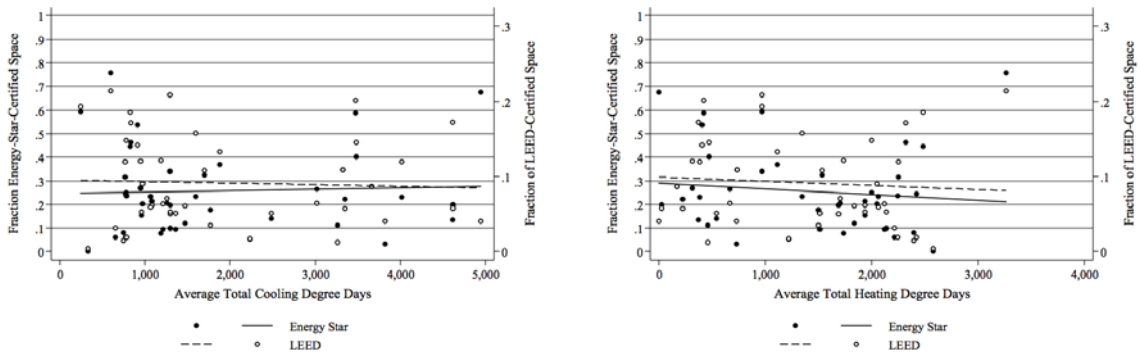 1
.9
.8
.7
.6
.5
.4
.3
.2
.1
0
Fraction Energy-Star-Certified Space
.3
.2
.1
0
Fraction of LEED-Certified Space
0 1,000 2,000 3,000 4,000 5,000
Average Total Cooling Degree Days
Energy Star
LEED
1
.9
.8
.7
.6
.5
.4
.3
.2
.1
0
Fraction Energy-Star-Certified Space
.3
.2
.1
0
Fraction of LEED-Certified Space
0 1,000 2,000 3,000 4,000
Average Total Heating Degree Days
Energy Star
LEED